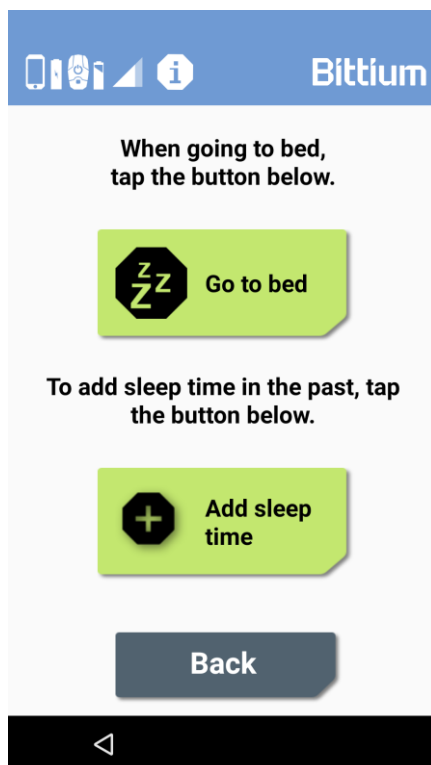 Bittium
When going to bed,
tap the button below.
z z z
Go to bed
To add sleep time in the past, tap
the button below.
Add sleep
time
Back